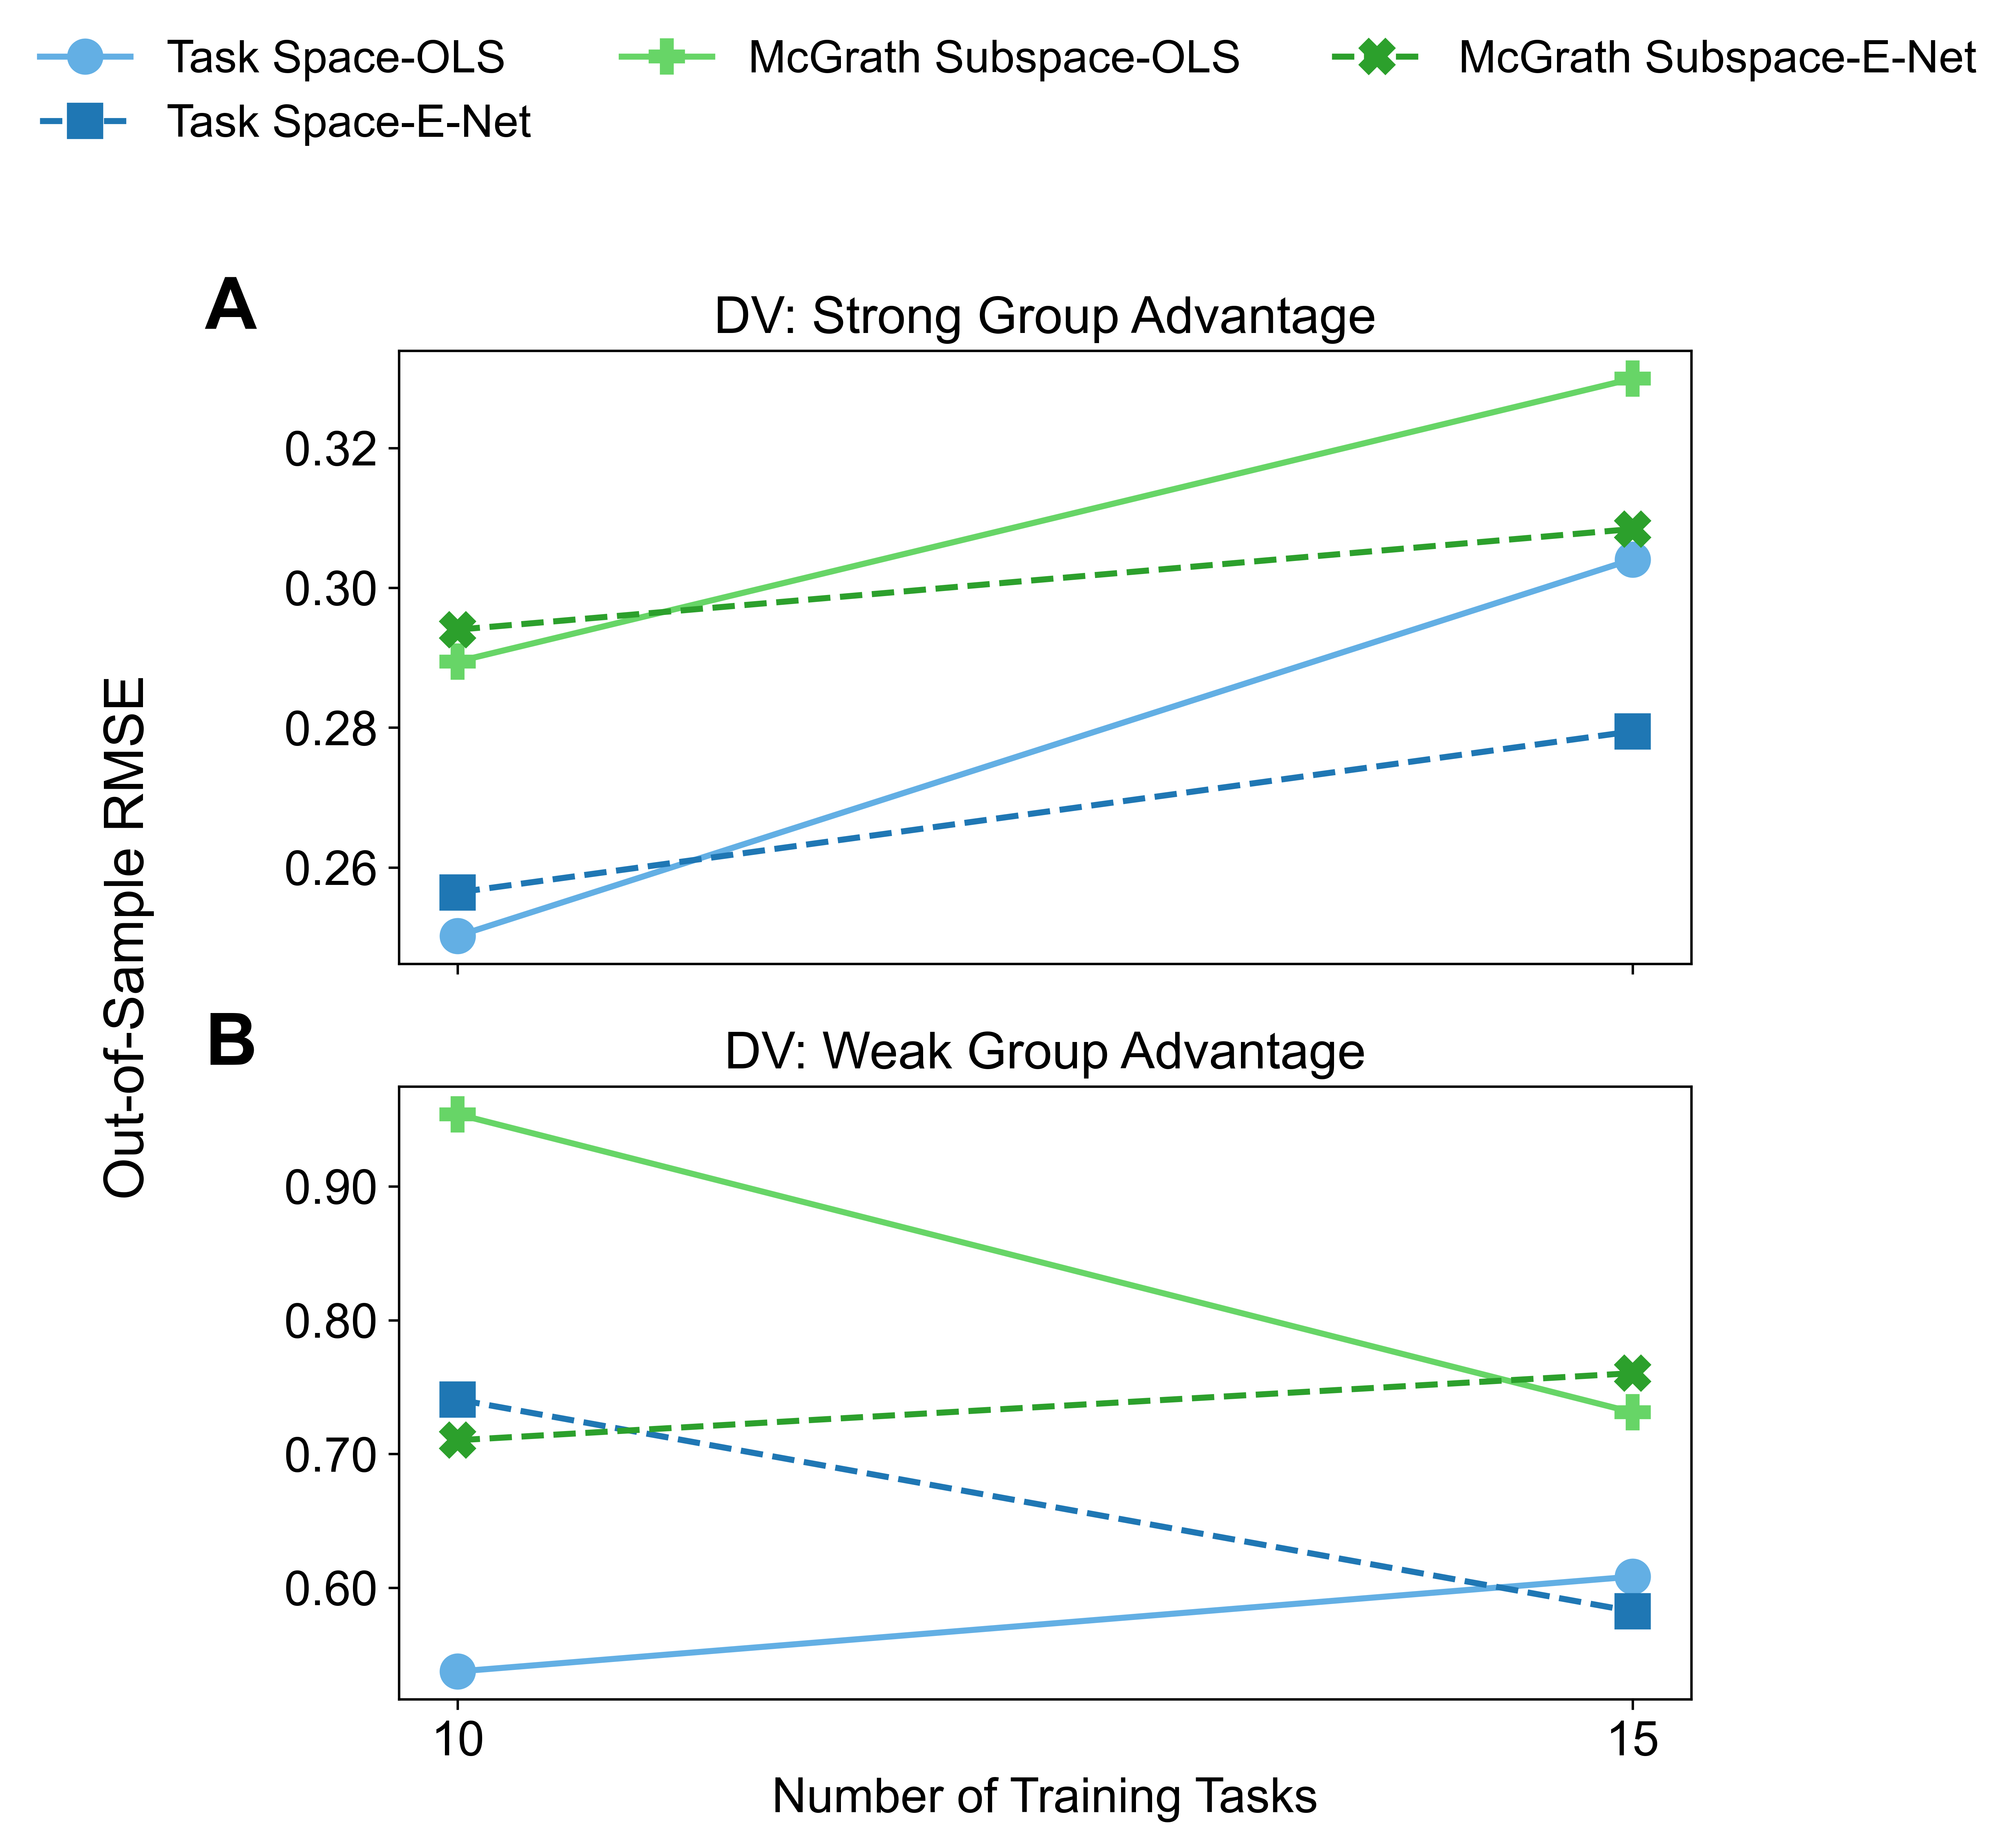 Task Space-OLS
Task Space-E-Net
McGrath Subspace-OLS
McGrath Subspace-E-Net
Out-of-Sample RMSE
A
DV: Strong Group Advantage
0.32
0.30
0.28
0.26
B
DV: Weak Group Advantage
0.90
0.80
0.70
0.60
10
15
Number of Training Tasks